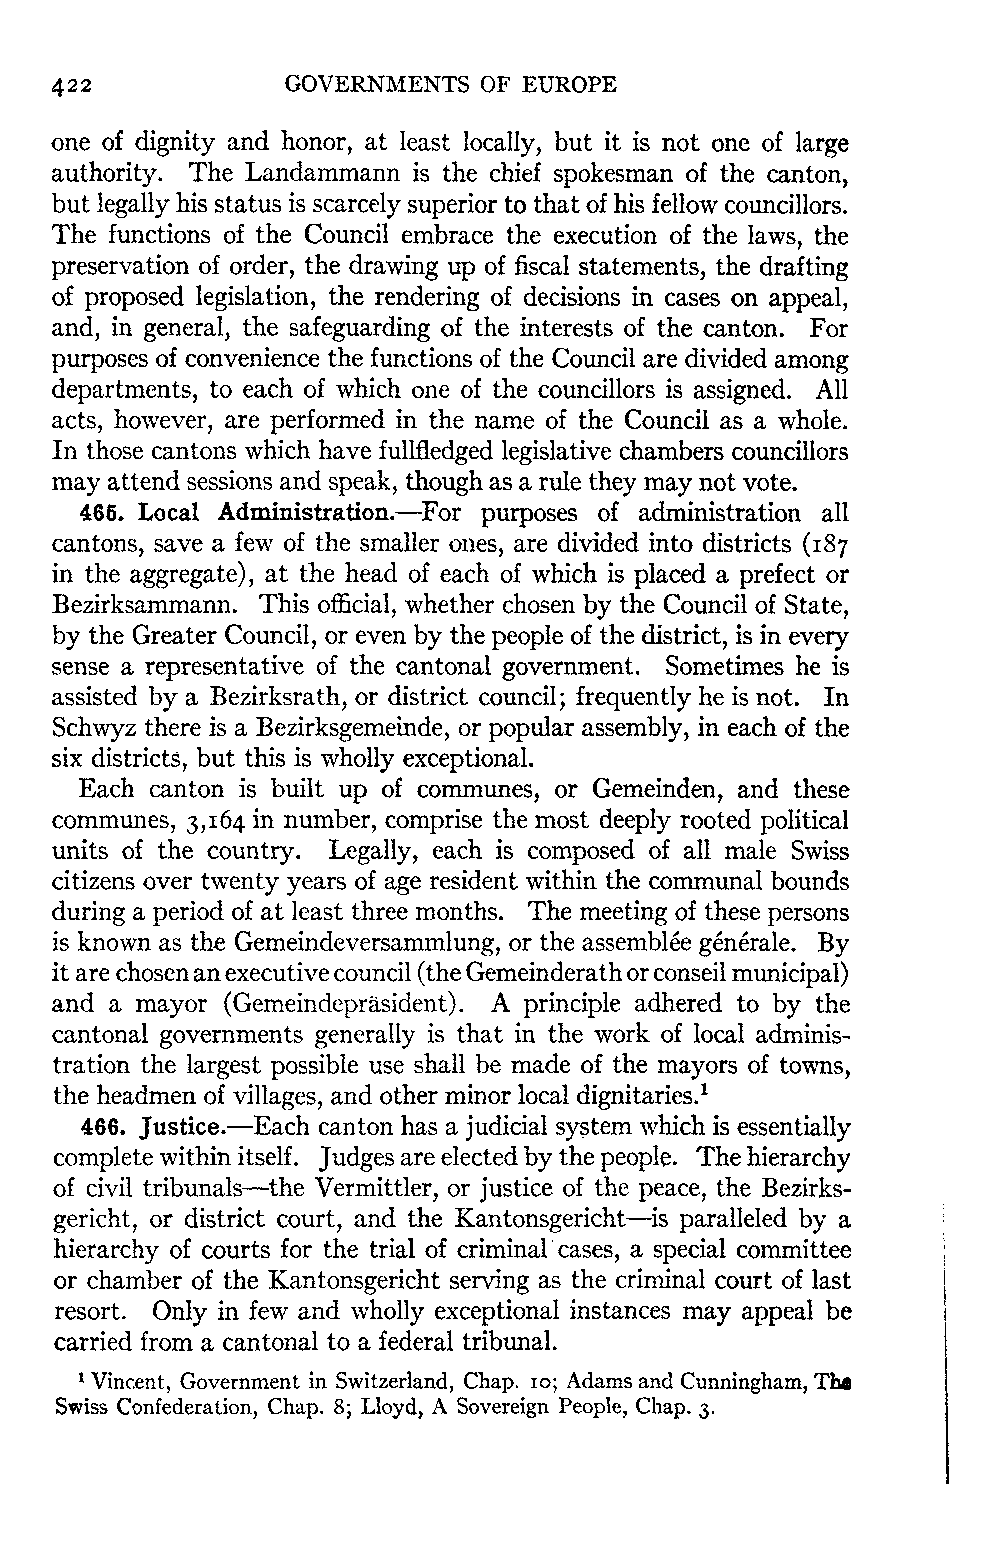 422 GOVERNMENTS OF EUROPE
one of dignity and honor, at least locally, but it is not one of large
authority. The Landammann is the chief spokesman of the canton,
but legally his status is scarcely superior to that of his fellow councillors.
The functions of the Council embrace the execution of the laws, the
preservation of order, the drawing up of fiscal statements, the drafting
of proposed legislation, the rendering of decisions in cases on appeal,
and, in general, the safeguarding of the interests of the canton. For
purposes of convenience the functions of the Council are divided among
departments, to each of which one of the councillors is assigned. All
acts, however, are performed in the name of the Council as a whole.
In those cantons which have fullfledged legislative chambers councillors
may attend sessions and speak, though as a rule they may not vote.
465. Local Administration.—For purposes of administration all
cantons, save a few of the smaller ones, are divided into districts (187
in the aggregate), at the head of each of which is placed a prefect or
Bezirksammann. This official, whether chosen by the Council of State,
by the Greater Council, or even by the people of the district, is in every
sense a representative of the cantonal government. Sometimes he is
assisted by a Bezirksrath, or district council; frequently he is not. In
Schwyz there is a Bezirksgemeinde, or popular assembly, in each of the
six districts, but this is wholly exceptional.
Each canton is built up of communes, or Gemeinden, and these
communes, 3,164 in number, comprise the most deeply rooted political
units of the country. Legally, each is composed of all male Swiss
citizens over twenty years of age resident within the communal bounds
during a period of at least three months. The meeting of these persons
is known as the Gemeindeversammlung, or the assemblée générale. By
it are chosen an executive council (the Gemeinderath or conseil municipal)
and a mayor (Gemeindepräsident). A principle adhered to by the
cantonal governments generally is that in the work of local adminis-
tration the largest possible use shall be made of the mayors of towns,
the headmen of villages, and other minor local dignitaries.¹
466. Justice.—Each canton has a judicial system which is essentially
complete within itself. Judges are elected by the people. The hierarchy
of civil tribunals—the Vermittler, or justice of the peace, the Bezirks-
gericht, or district court, and the Kantonsgericht—is paralleled by a
hierarchy of courts for the trial of criminal cases, a special committee
or chamber of the Kantonsgericht serving as the criminal court of last
resort. Only in few and wholly exceptional instances may appeal be
carried from a cantonal to a federal tribunal.
¹ Vincent, Government in Switzerland, Chap. 10; Adams and Cunningham, The
Swiss Confederation, Chap. 8; Lloyd, A Sovereign People, Chap. 3.